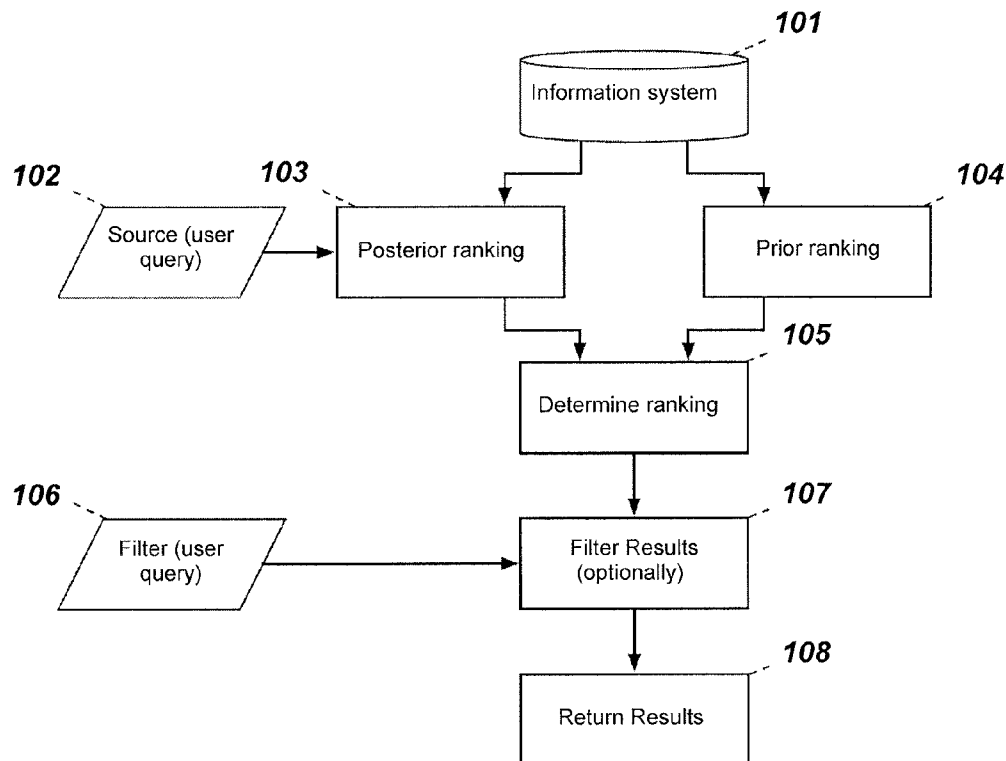 101
Information system
102
103
104
Source (user
query)
Posterior ranking
Prior ranking
105
Determine ranking
106
107
Filter (user
query)
Filter Results
(optionally)
108
Return Results